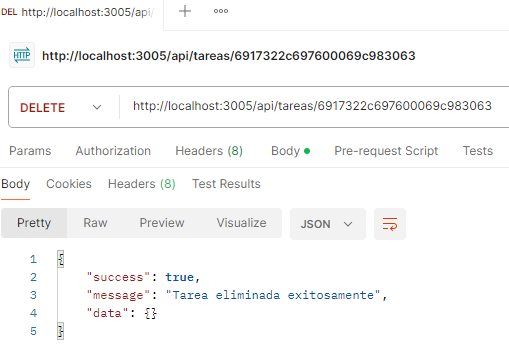 DEL http://localhost:3005/api/
HTTP http://localhost:3005/api/tareas/6917322c697600069c983063
DELETE http://localhost:3005/api/tareas/6917322c697600069c983063
Params Authorization Headers (8) Body Pre-request Script Tests
Body Cookies Headers (8) Test Results
Pretty Raw Preview Visualize JSON
1 {
2 "success": true,
3 "message": "Tarea eliminada exitosamente",
4 "data": {}
5 }